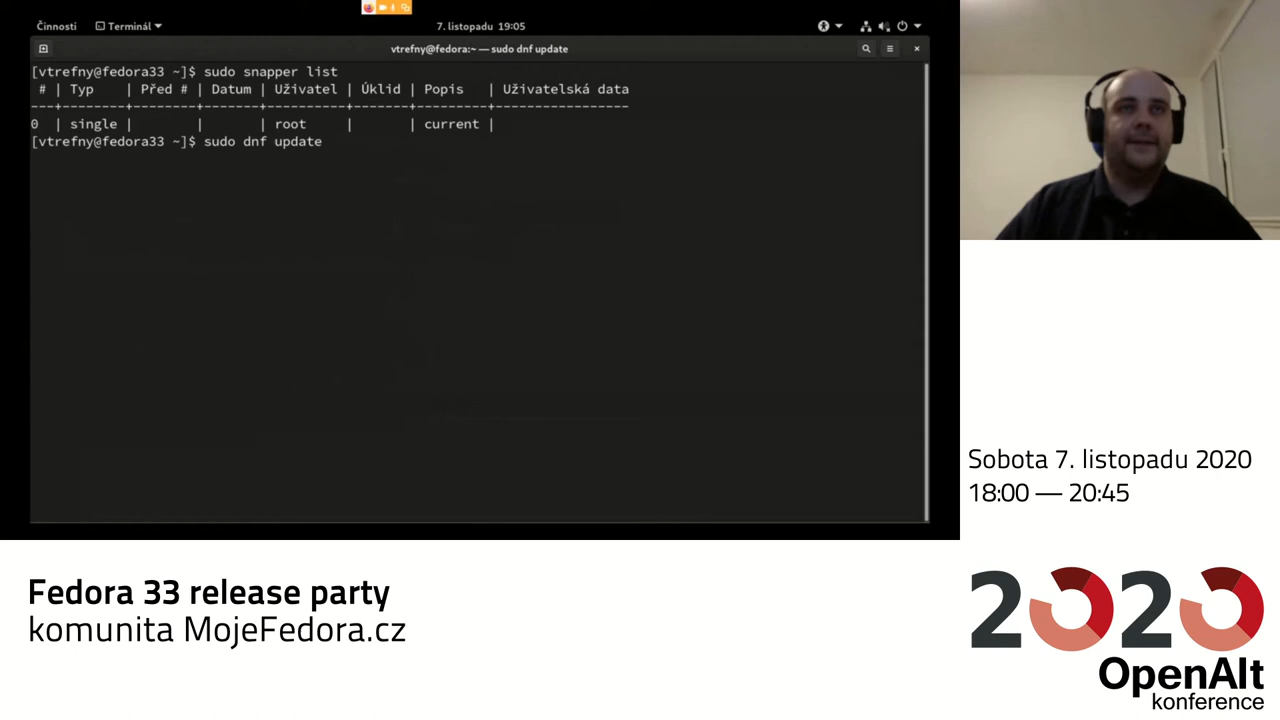 Činnosti Terminál 7. listopadu 19:05
vtrefny@fedora:~ — sudo dnf update
[vtrefny@fedora33 ~]$ sudo snapper list
# | Typ | Před # | Datum | Uživatel | Úklid | Popis | Uživatelská data
---+--------+--------+-------+----------+-------+---------+-----------------
0 | single | | | root | | current |
[vtrefny@fedora33 ~]$ sudo dnf update
Sobota 7. listopadu 2020
18:00 — 20:45
Fedora 33 release party
komunita MojeFedora.cz
2020
OpenAlt
konference